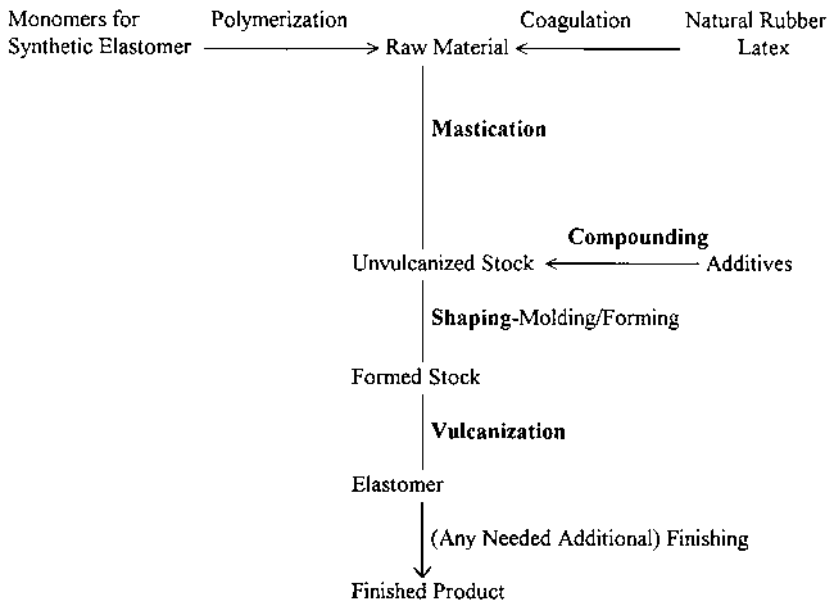 Monomers for
Synthetic Elastomer
Polymerization
Raw Material
Coagulation
Natural Rubber
Latex
Mastication
Unvulcanized Stock
Compounding
Additives
Shaping-Molding/Forming
Formed Stock
Vulcanization
Elastomer
(Any Needed Additional) Finishing
Finished Product